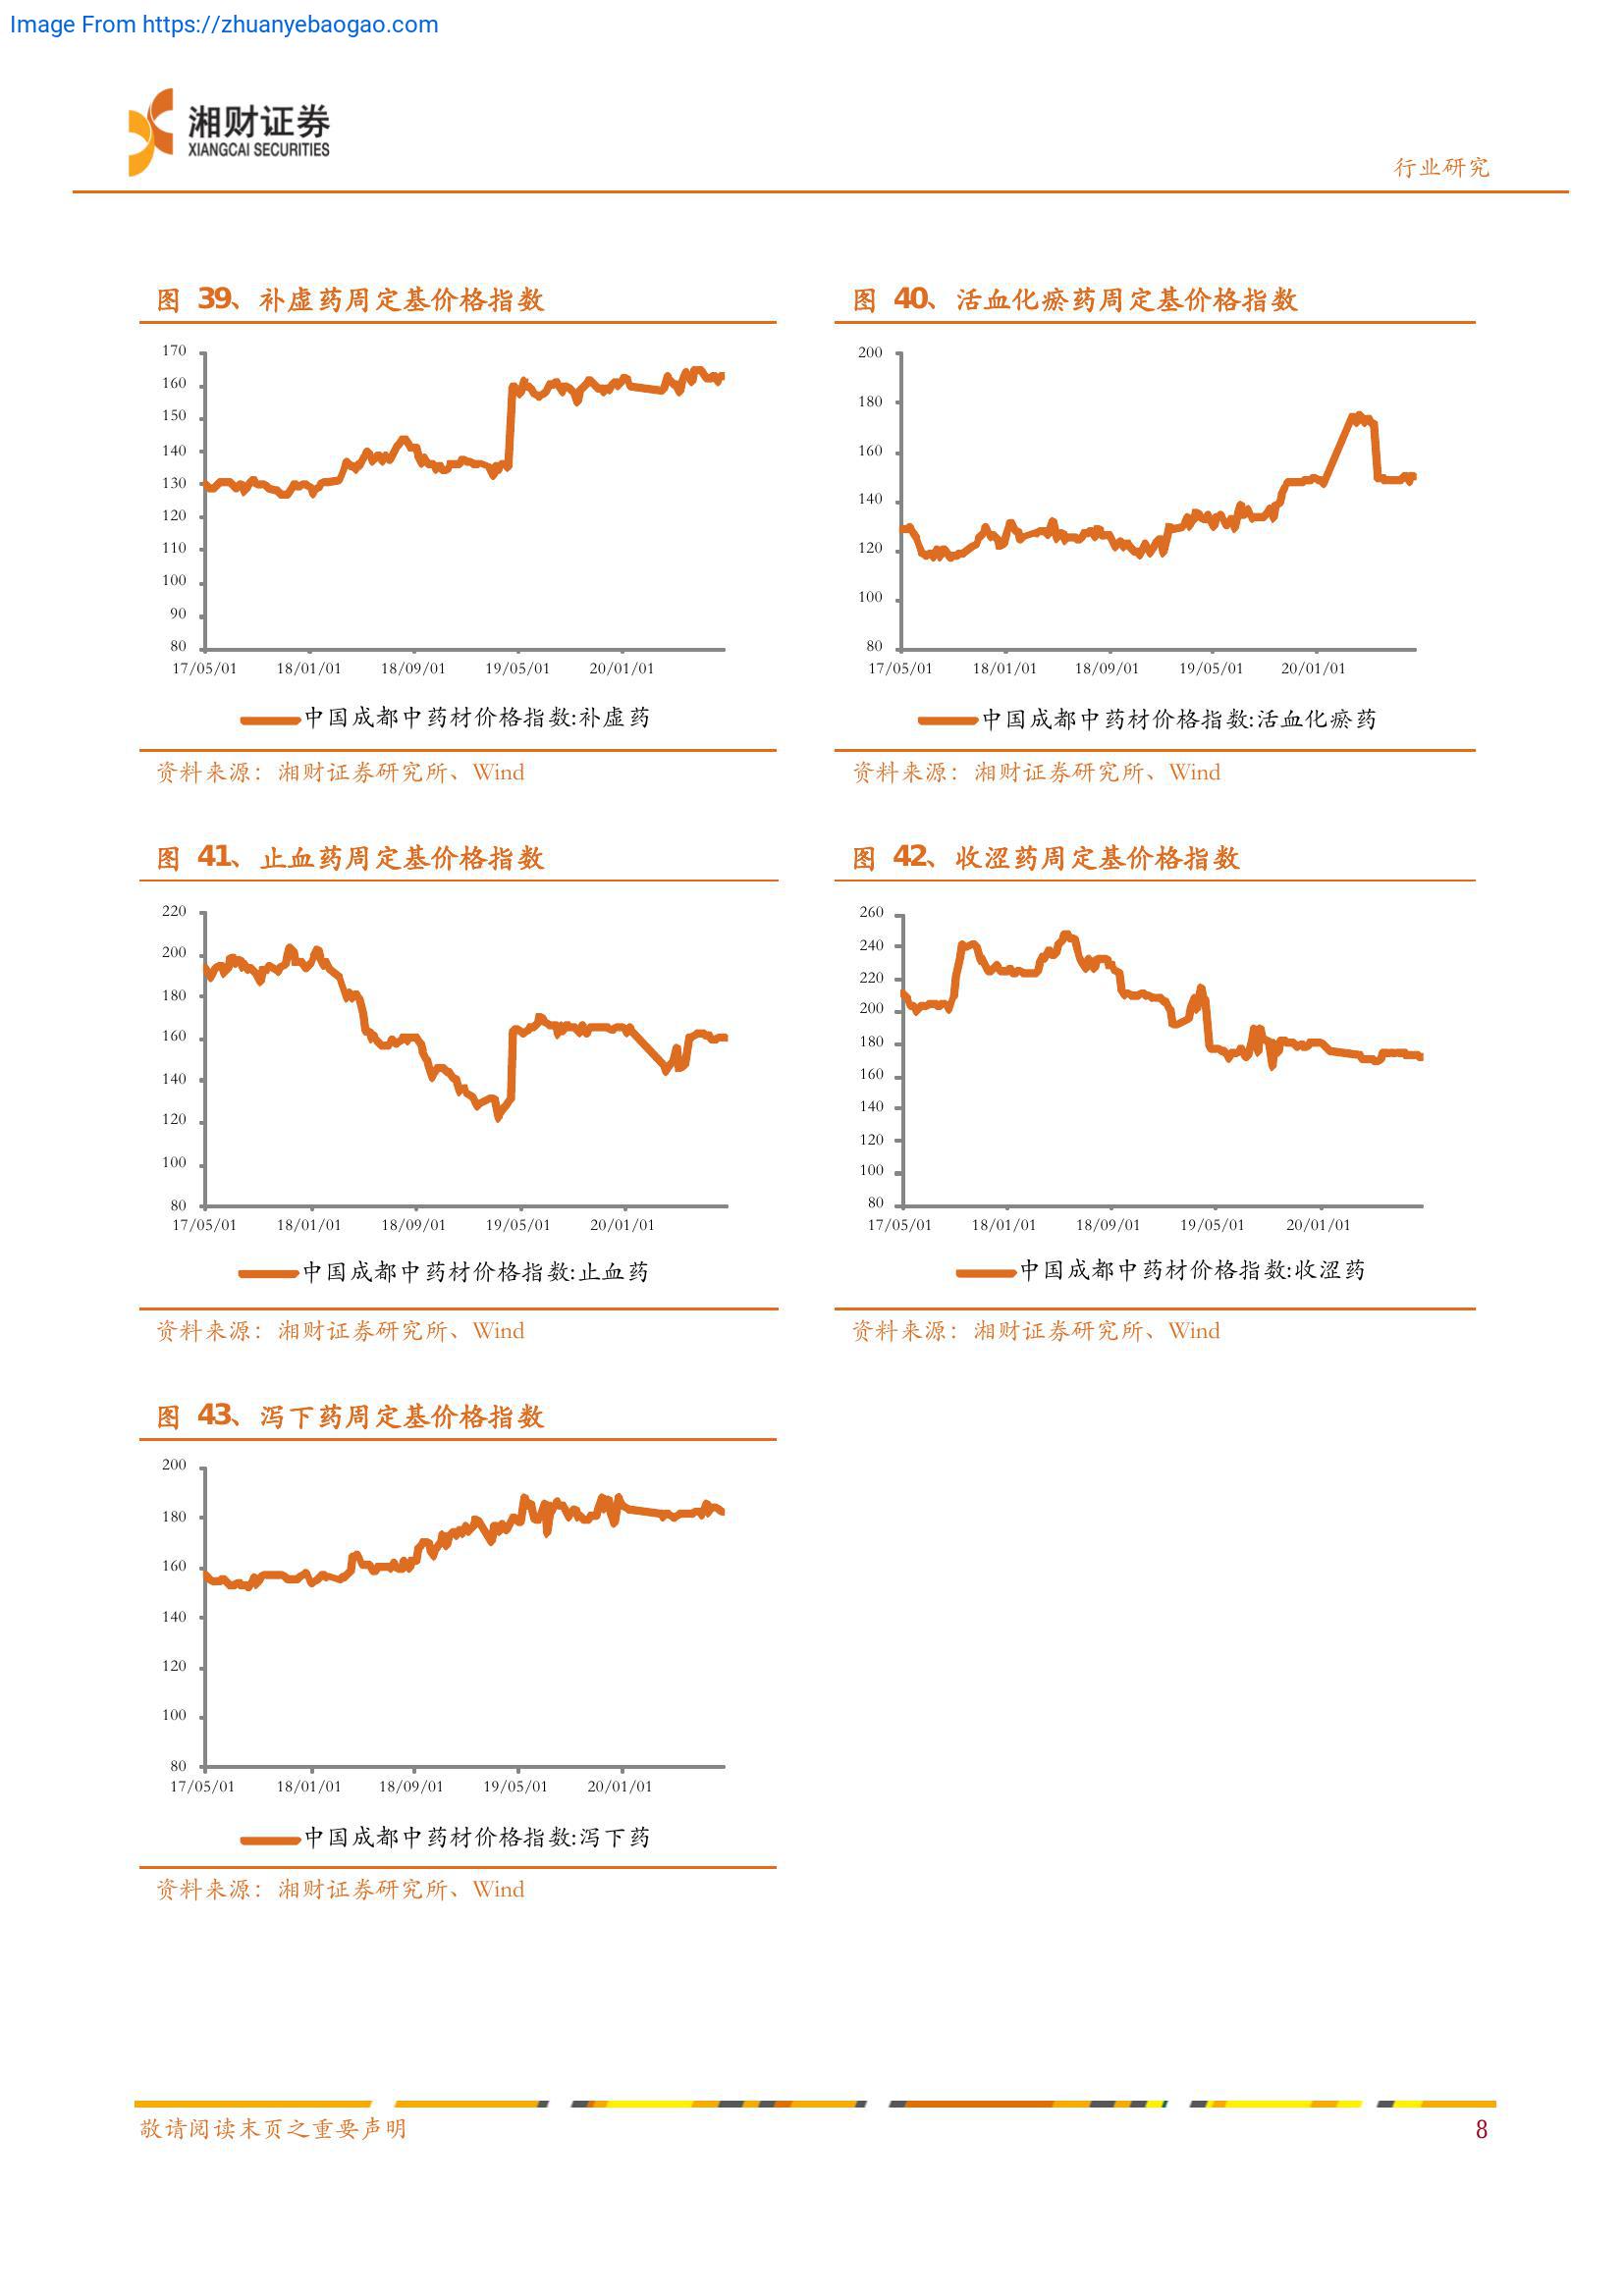 Image From https://zhuanyebaogao.com
湘财证券
XIANGCAI SECURITIES
行业研究
图 39、补虚药周定基价格指数
170
160
150
140
130
120
110
100
90
80
17/05/01 18/01/01 18/09/01 19/05/01 20/01/01
中国成都中药材价格指数:补虚药
资料来源：湘财证券研究所、Wind
图 40、活血化瘀药周定基价格指数
200
180
160
140
120
100
80
17/05/01 18/01/01 18/09/01 19/05/01 20/01/01
中国成都中药材价格指数:活血化瘀药
资料来源：湘财证券研究所、Wind
图 41、止血药周定基价格指数
220
200
180
160
140
120
100
80
17/05/01 18/01/01 18/09/01 19/05/01 20/01/01
中国成都中药材价格指数:止血药
资料来源：湘财证券研究所、Wind
图 42、收涩药周定基价格指数
260
240
220
200
180
160
140
120
100
80
17/05/01 18/01/01 18/09/01 19/05/01 20/01/01
中国成都中药材价格指数:收涩药
资料来源：湘财证券研究所、Wind
图 43、泻下药周定基价格指数
200
180
160
140
120
100
80
17/05/01 18/01/01 18/09/01 19/05/01 20/01/01
中国成都中药材价格指数:泻下药
资料来源：湘财证券研究所、Wind
敬请阅读末页之重要声明
8